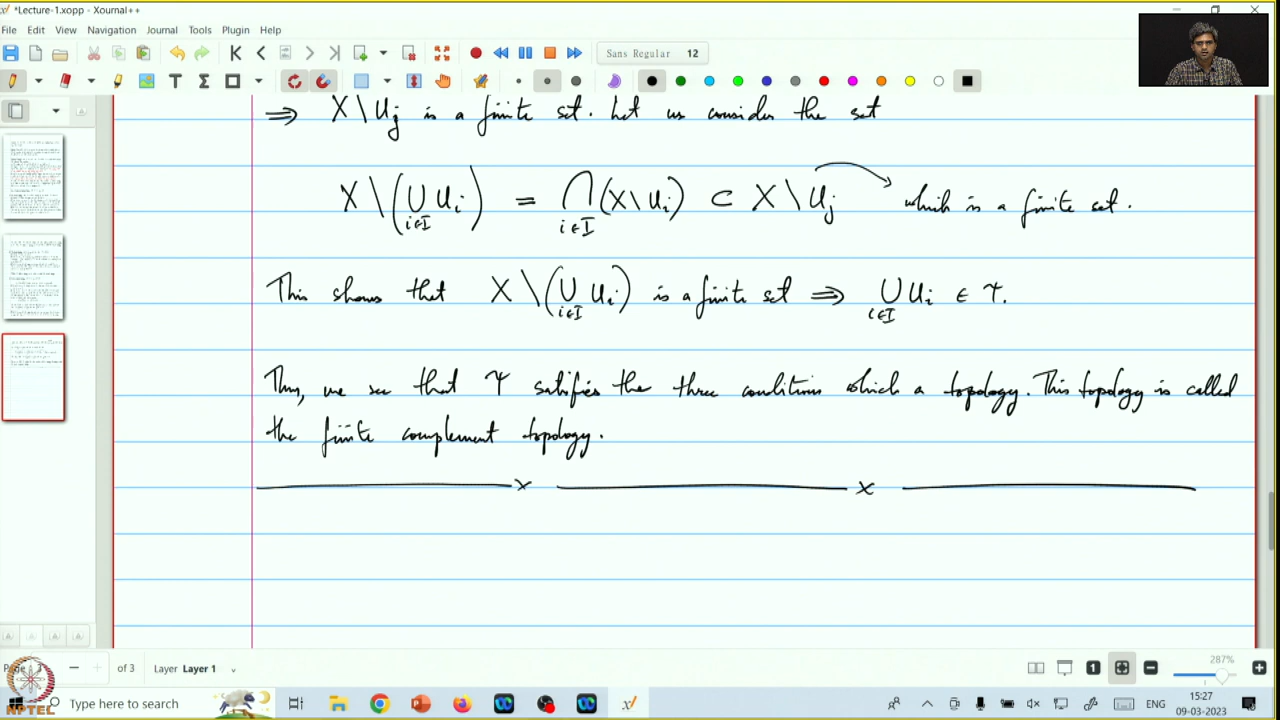 *Lecture-1.xopp - Xournal++
File Edit View Navigation Journal Tools Plugin Help
Sans Regular 12
⟹ X \ Uj is a finite set. Let us consider the set
X \ (⋃_{i∈I} Ui) = ⋂_{i∈I} (X \ Ui) ⊂ X \ Uj which is a finite set.
This shows that X \ (⋃_{i∈I} Ui) is a finite set ⟹ ⋃_{i∈I} Ui ∈ τ.
Thus, we see that τ satisfies the three conditions which a topology. This topology is called
the finite complement topology.
x x
Page 3 of 3 Layer Layer 1
287%
NPTEL
Type here to search
ENG
15:27
09-03-2023